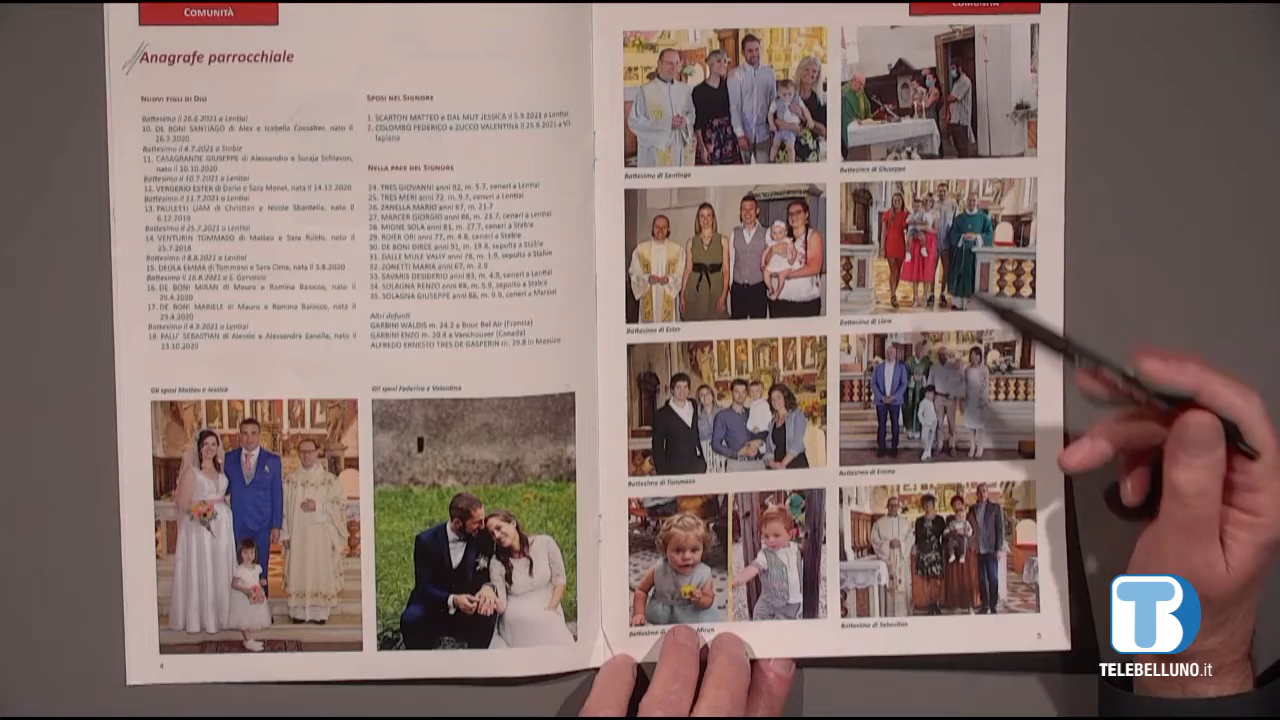 COMUNITÀ
Anagrafe parrocchiale
NUOVI FIGLI DI DIO
Battesimo il 26.6.2021 a Lentiai
10. DE BONI SANTIAGO di Alex e Isabella Cossalter, nato il
26.7.2020
Battesimo il 4.7.2021 a Stabie
11. CASAGRANDE GIUSEPPE di Alessandro e Soraja Schiavon,
nato il 10.10.2020
Battesimo il 10.7.2021 a Lentiai
12. VERGERIO ESTER di Dario e Sara Monel, nata il 14.12.2020
Battesimo il 11.7.2021 a Lentiai
13. PAULETTI LIAM di Christian e Nicole Sbardella, nato il
6.12.2019
Battesimo il 25.7.2021 a Lentiai
14. VENTURIN TOMMASO di Matteo e Sara nato il
25.7.2018
Battesimo il 8.8.2021 a Lentiai
15. DEOLA EMMA di Tommaso e Sara Cima, nata il 3.8.2020
Battesimo il 16.8.2021 a S. Gervasio
16. DE BONI MIRAN di Mauro e Romina Barocco, nato il
29.4.2020
17. DE BONI MARIELE di Mauro e Romina Barocco, nata il
29.4.2020
Battesimo il 4.9.2021 a Lentiai
18. PALU' SEBASTIAN di Alessio e Alessandra Zanella, nato il
23.10.2020
SPOSI NEL SIGNORE
1. SCARTON MATTEO e DAL MUT JESSICA il 5.9.2021 a Lentiai
7. COLOMBO FEDERICO e ZUCCO VALENTINA il 25.9.2021 a Vil-
lapiana
NELLA PACE DEL SIGNORE
24. TRES GIOVANNI anni 92, m. 5.7, ceneri a Lentiai
25. TRES MERI anni 72, m. 9.7, ceneri a Lentiai
26. ZANELLA MARIO anni 67, m. 21.7
27. MARCER GIORGIO anni 86, m. 23.7, ceneri a Lentiai
28. MIONE SOLA anni 81, m. 27.7, ceneri a Stabie
29. ROIER ORI anni 77, m. 4.8, ceneri a Stabie
30. DE BONI DIRCE anni 91, m. 19.8, sepolta a Stabie
31. DALLE MULE VALLY anni 78, m. 1.9, sepolta a Stabie
32. ZONETTI MARIA anni 67, m. 2.9
33. SAVARIS DESIDERIO anni 83, m. 4.9, ceneri a Lentiai
34. SOLAGNA RENZO anni 88, m. 5.9, sepolto a Stabie
35. SOLAGNA GIUSEPPE anni 86, m. 9.9, ceneri a Marziai
Altri defunti
GARBINI WALDIS m. 24.2 a Bouc Bel Air (Francia)
GARBINI ENZO m. 20.4 a Vanchouver (Canada)
ALFREDO ERNESTO TRES DE GASPERIN m. 29.8 in Messico
Gli sposi Matteo e Jessica
Gli sposi Federico e Valentina
4
COMUNITÀ
Battesimo di Santiago
Battesimo di Giuseppe
Battesimo di Ester
Battesimo di Liam
Battesimo di Tommaso
Battesimo di Emma
Battesimo di Miran
Battesimo di Sebastian
5
TB
TELEBELLUNO.it